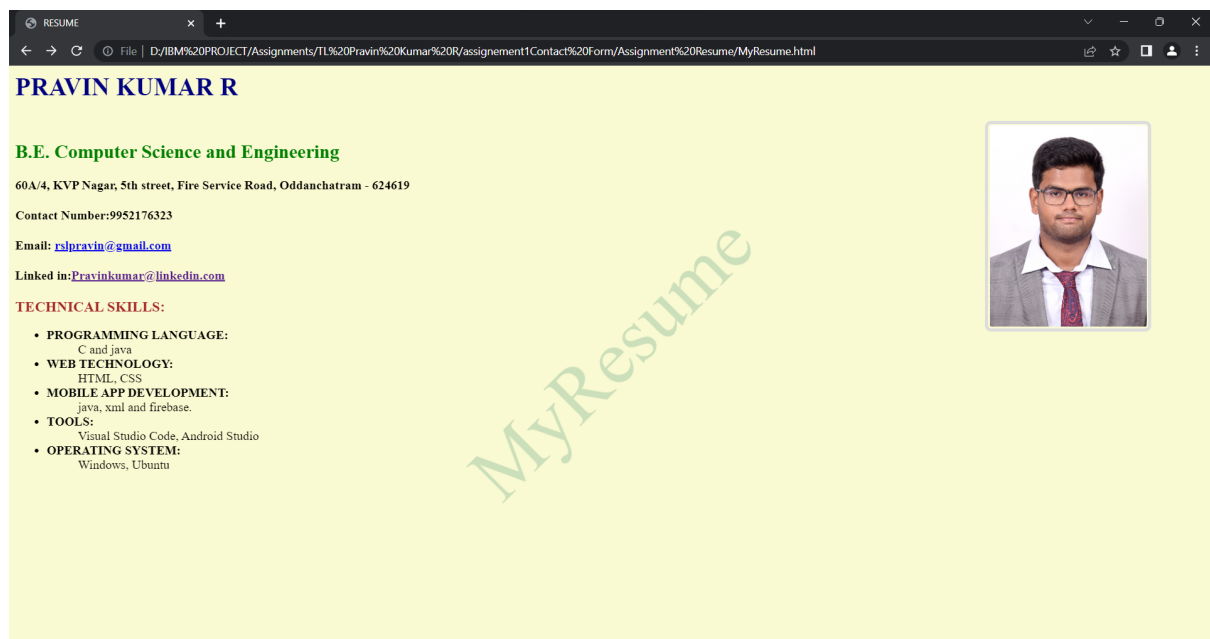 RESUME
File | D:/IBM%20PROJECT/Assignments/TL%20Pravin%20Kumar%20R/assignement1Contact%20Form/Assignment%20Resume/MyResume.html
PRAVIN KUMAR R
B.E. Computer Science and Engineering
60A/4, KVP Nagar, 5th street, Fire Service Road, Oddanchatram - 624619
Contact Number:9952176323
Email: rslpravin@gmail.com
Linked in:Pravinkumar@linkedin.com
TECHNICAL SKILLS:
• PROGRAMMING LANGUAGE:
C and java
• WEB TECHNOLOGY:
HTML, CSS
• MOBILE APP DEVELOPMENT:
java, xml and firebase.
• TOOLS:
Visual Studio Code, Android Studio
• OPERATING SYSTEM:
Windows, Ubuntu
MyResume